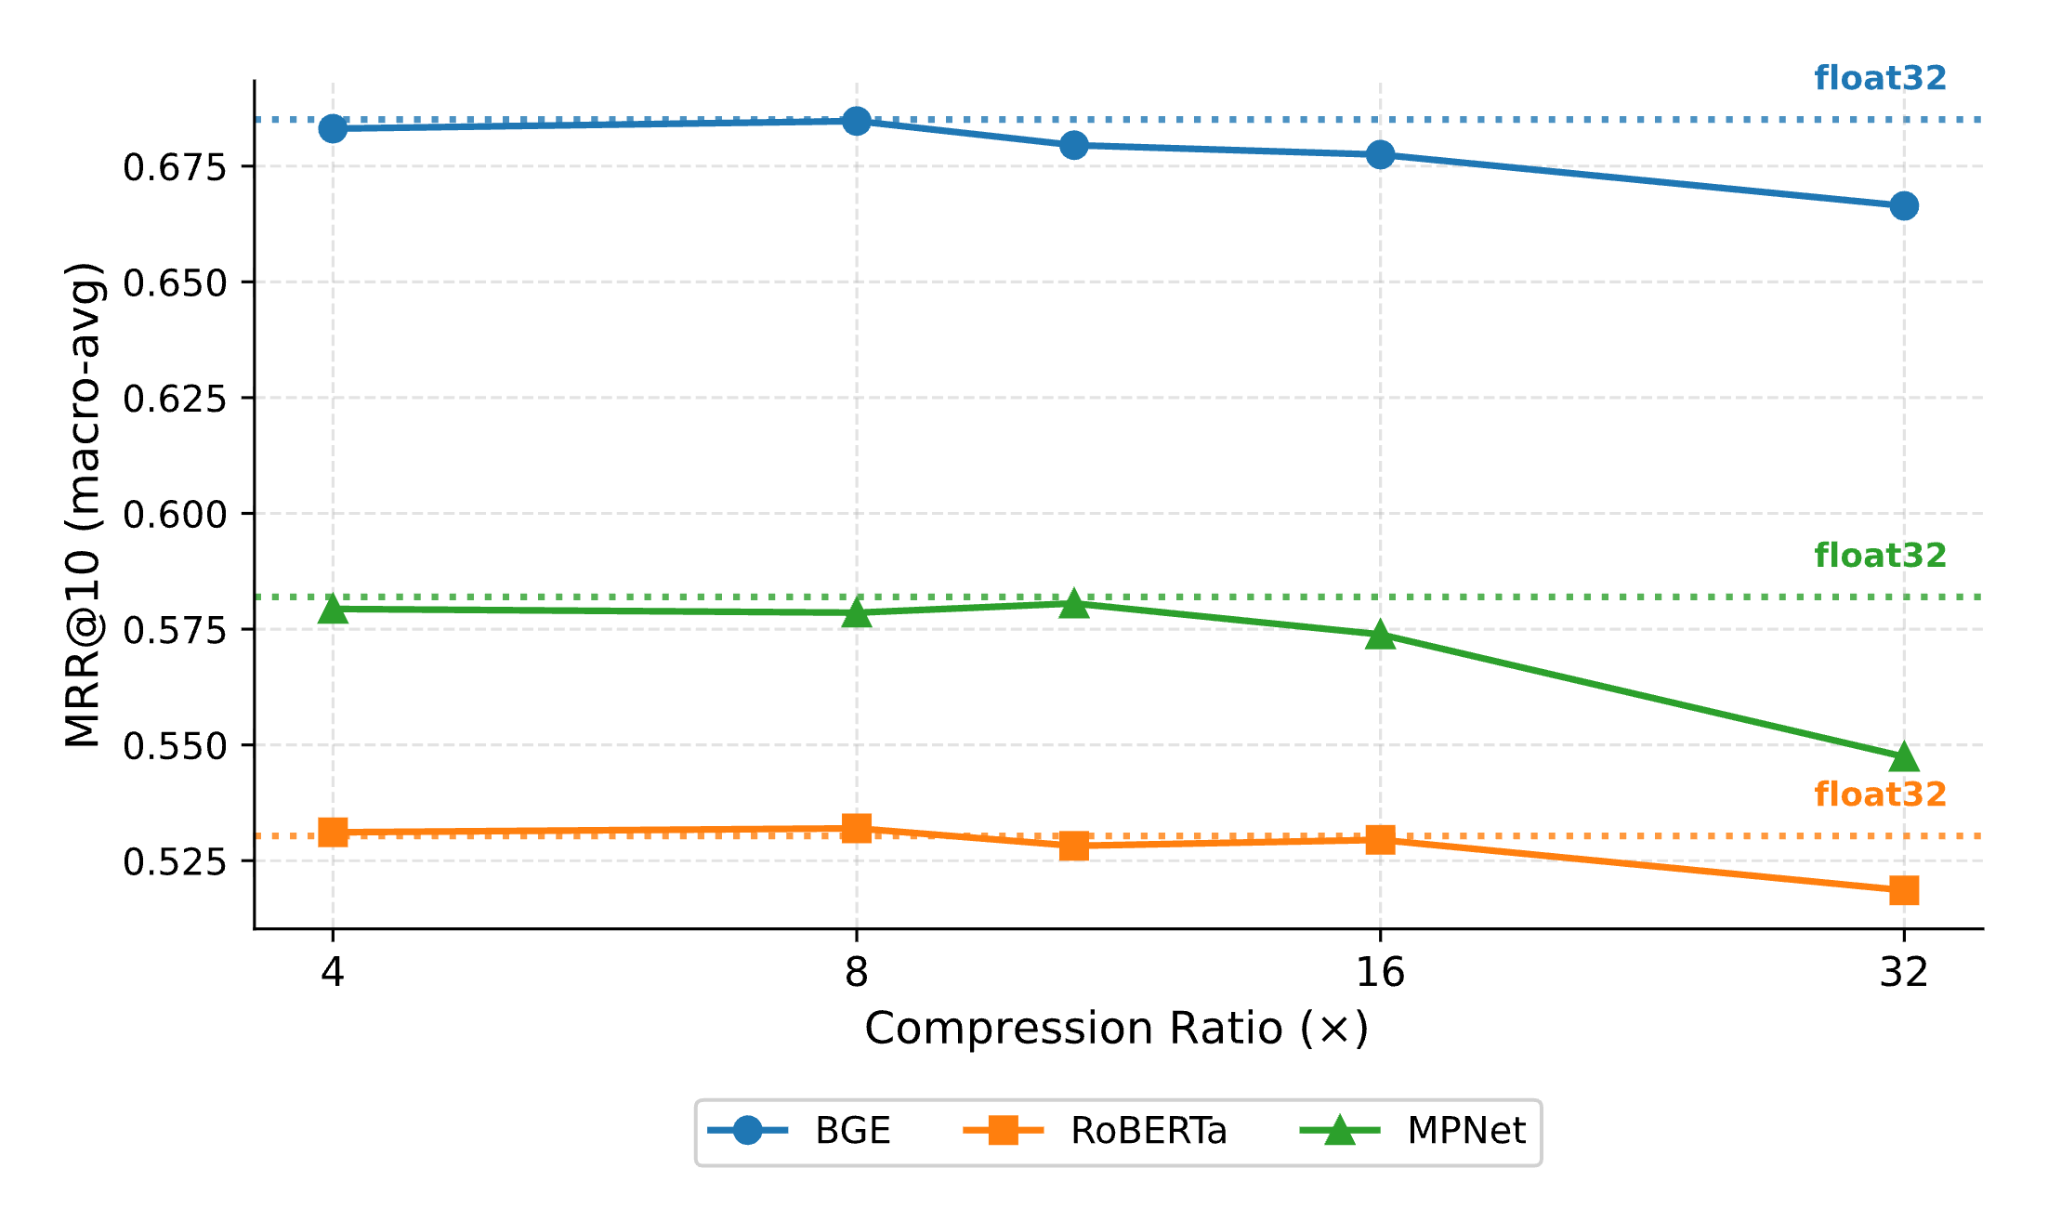 float32
0.675
0.650
0.625
0.600
float32
0.575
0.550
float32
0.525
MRR@10 (macro-avg)
4 8 16 32
Compression Ratio (×)
BGE RoBERTa MPNet